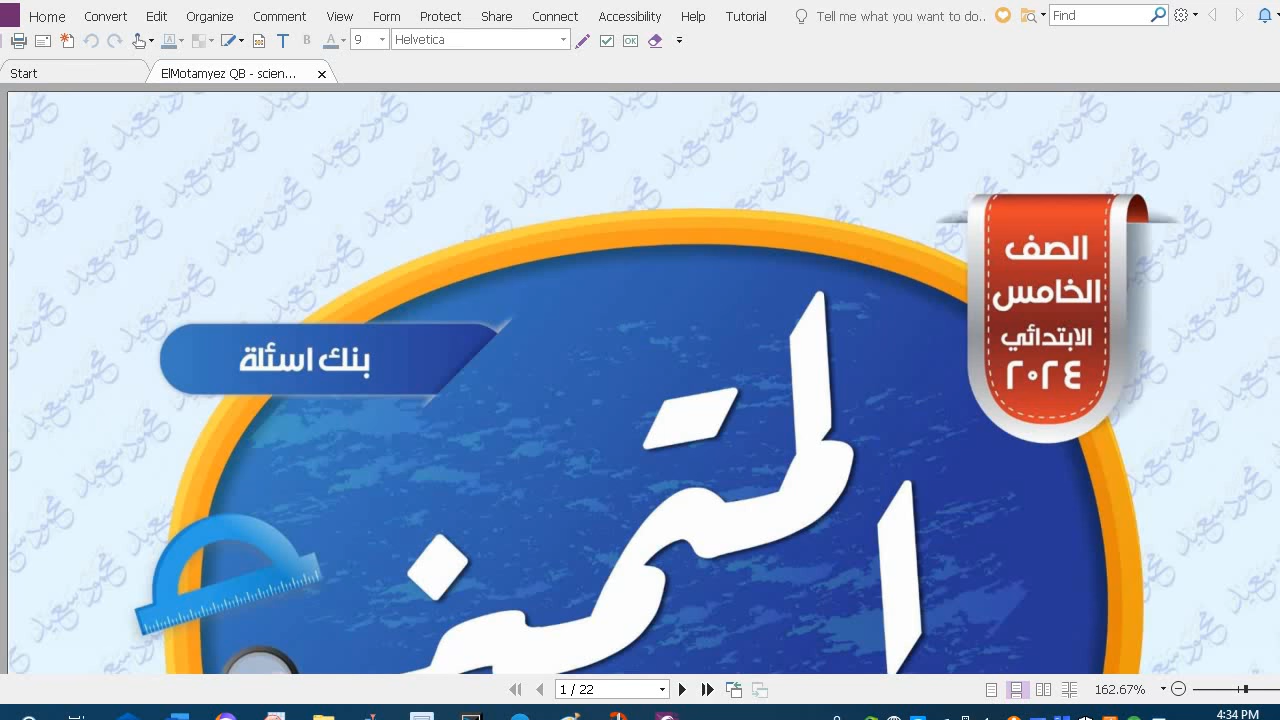 Home Convert Edit Organize Comment View Form Protect Share Connect Accessibility Help Tutorial Tell me what you want to do.. Find
9 Helvetica
Start ElMotamyez QB - scien...
الصف
الخامس
الابتدائي
٢٠٢٤
بنك اسئلة
1 / 22 162.67%
4:34 PM